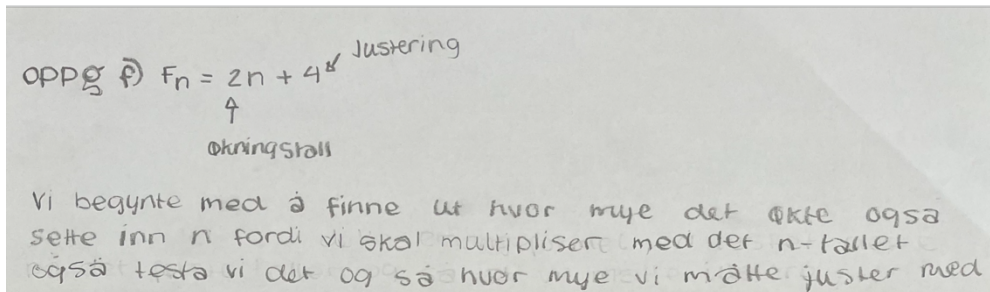 Justering
oppg f) Fn = 2n + 4
økningstall
Vi begynte med å finne ut hvor mye det økte også
sette inn n fordi vi skal multiplisere med det n-tallet
også testa vi det og så hvor mye vi måtte juster med